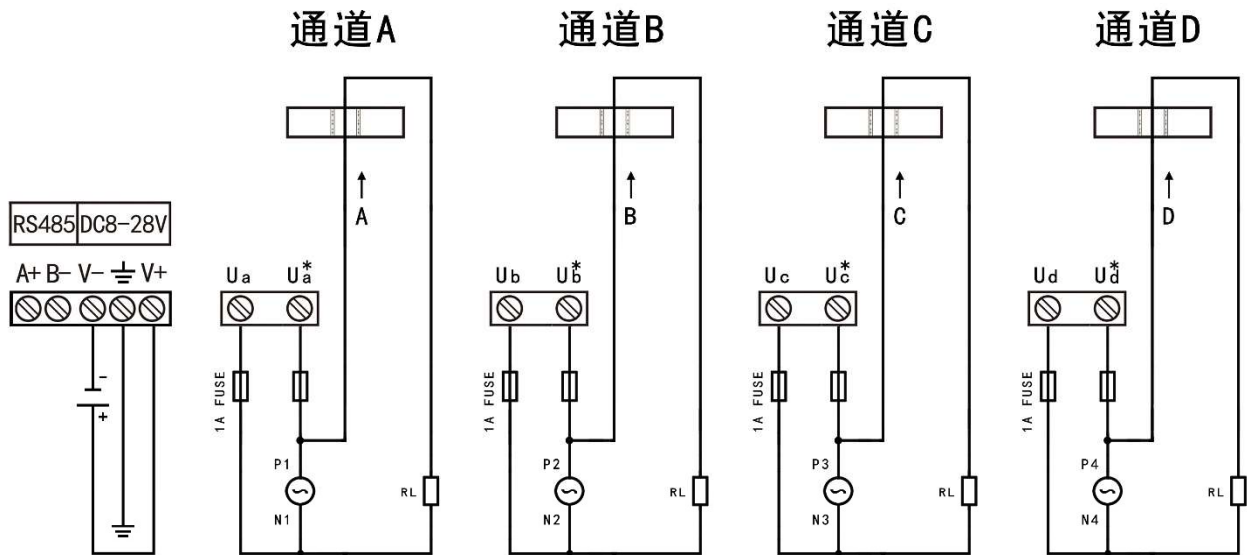 通道A 通道B 通道C 通道D
A B C D
RS485 DC8-28V
A+ B- V- V+
Ua Ua* Ub Ub* Uc Uc* Ud Ud*
-
+
1A FUSE 1A FUSE 1A FUSE 1A FUSE
P1 P2 P3 P4
RL RL RL RL
N1 N2 N3 N4